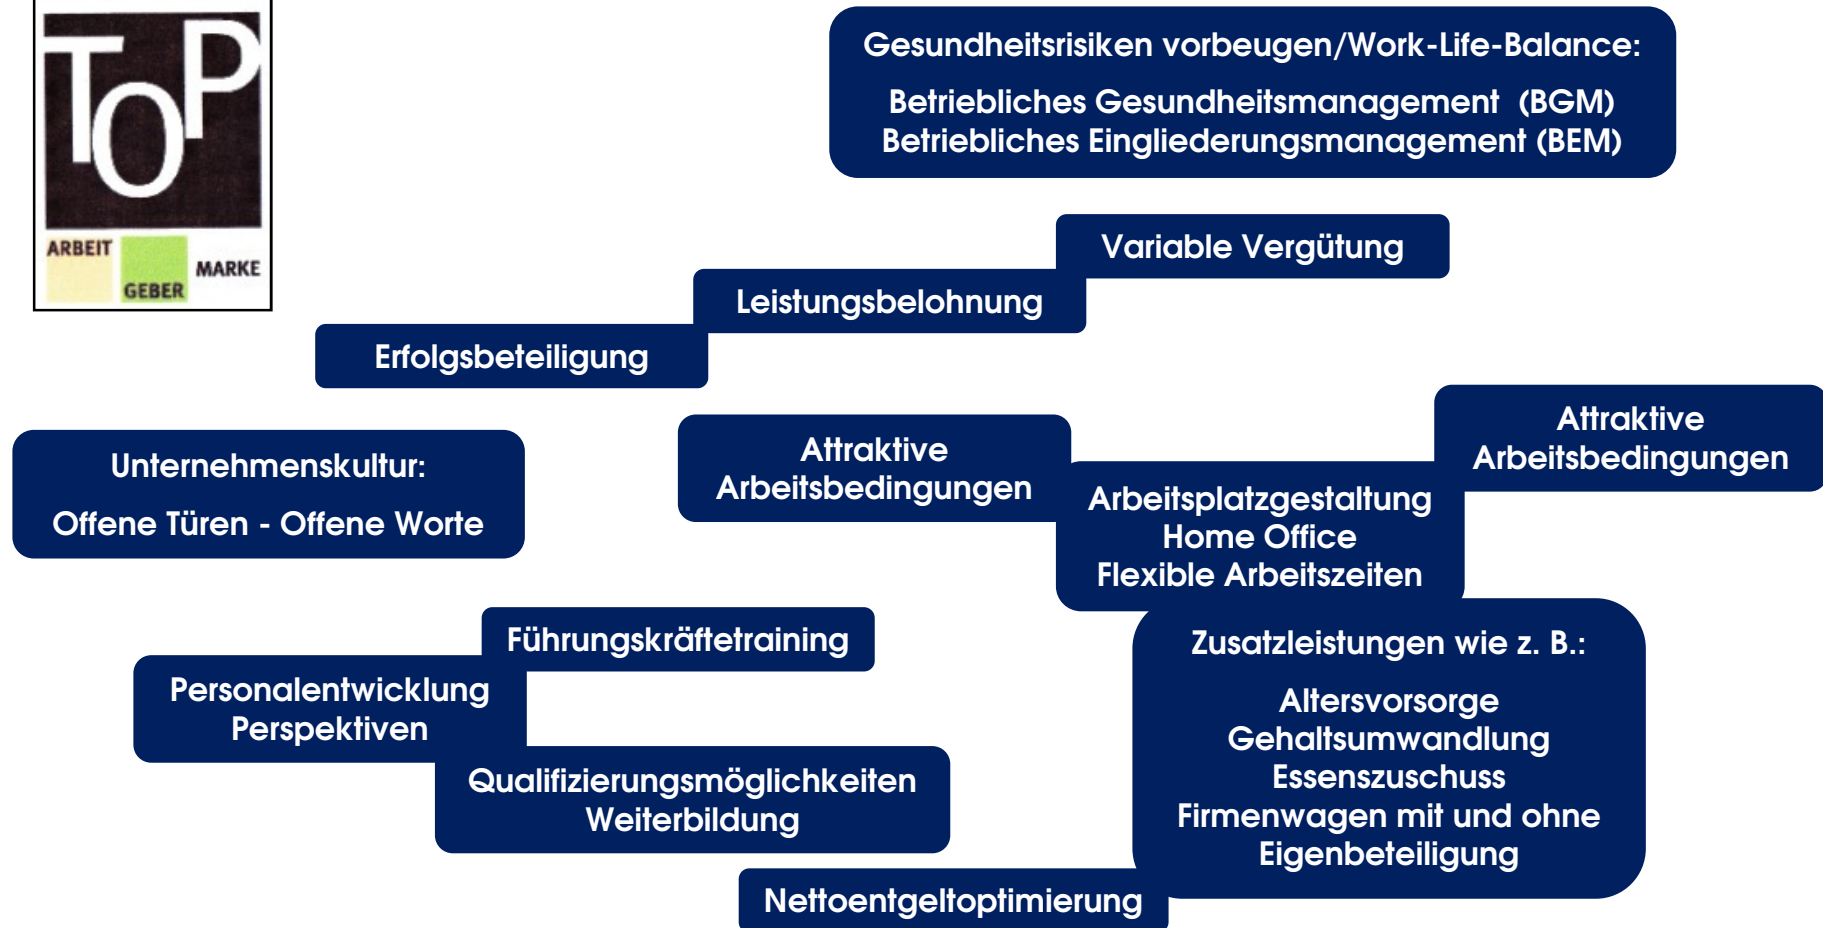 TOP
ARBEIT
GEBER
MARKE
Gesundheitsrisiken vorbeugen/Work-Life-Balance:
Betriebliches Gesundheitsmanagement (BGM)
Betriebliches Eingliederungsmanagement (BEM)
Variable Vergütung
Leistungsbelohnung
Erfolgsbeteiligung
Unternehmenskultur:
Offene Türen - Offene Worte
Attraktive
Arbeitsbedingungen
Arbeitsplatzgestaltung
Home Office
Flexible Arbeitszeiten
Attraktive
Arbeitsbedingungen
Führungskräftetraining
Personalentwicklung
Perspektiven
Qualifizierungsmöglichkeiten
Weiterbildung
Zusatzleistungen wie z. B.:
Altersvorsorge
Gehaltsumwandlung
Essenszuschuss
Firmenwagen mit und ohne
Eigenbeteiligung
Nettoentgeltoptimierung